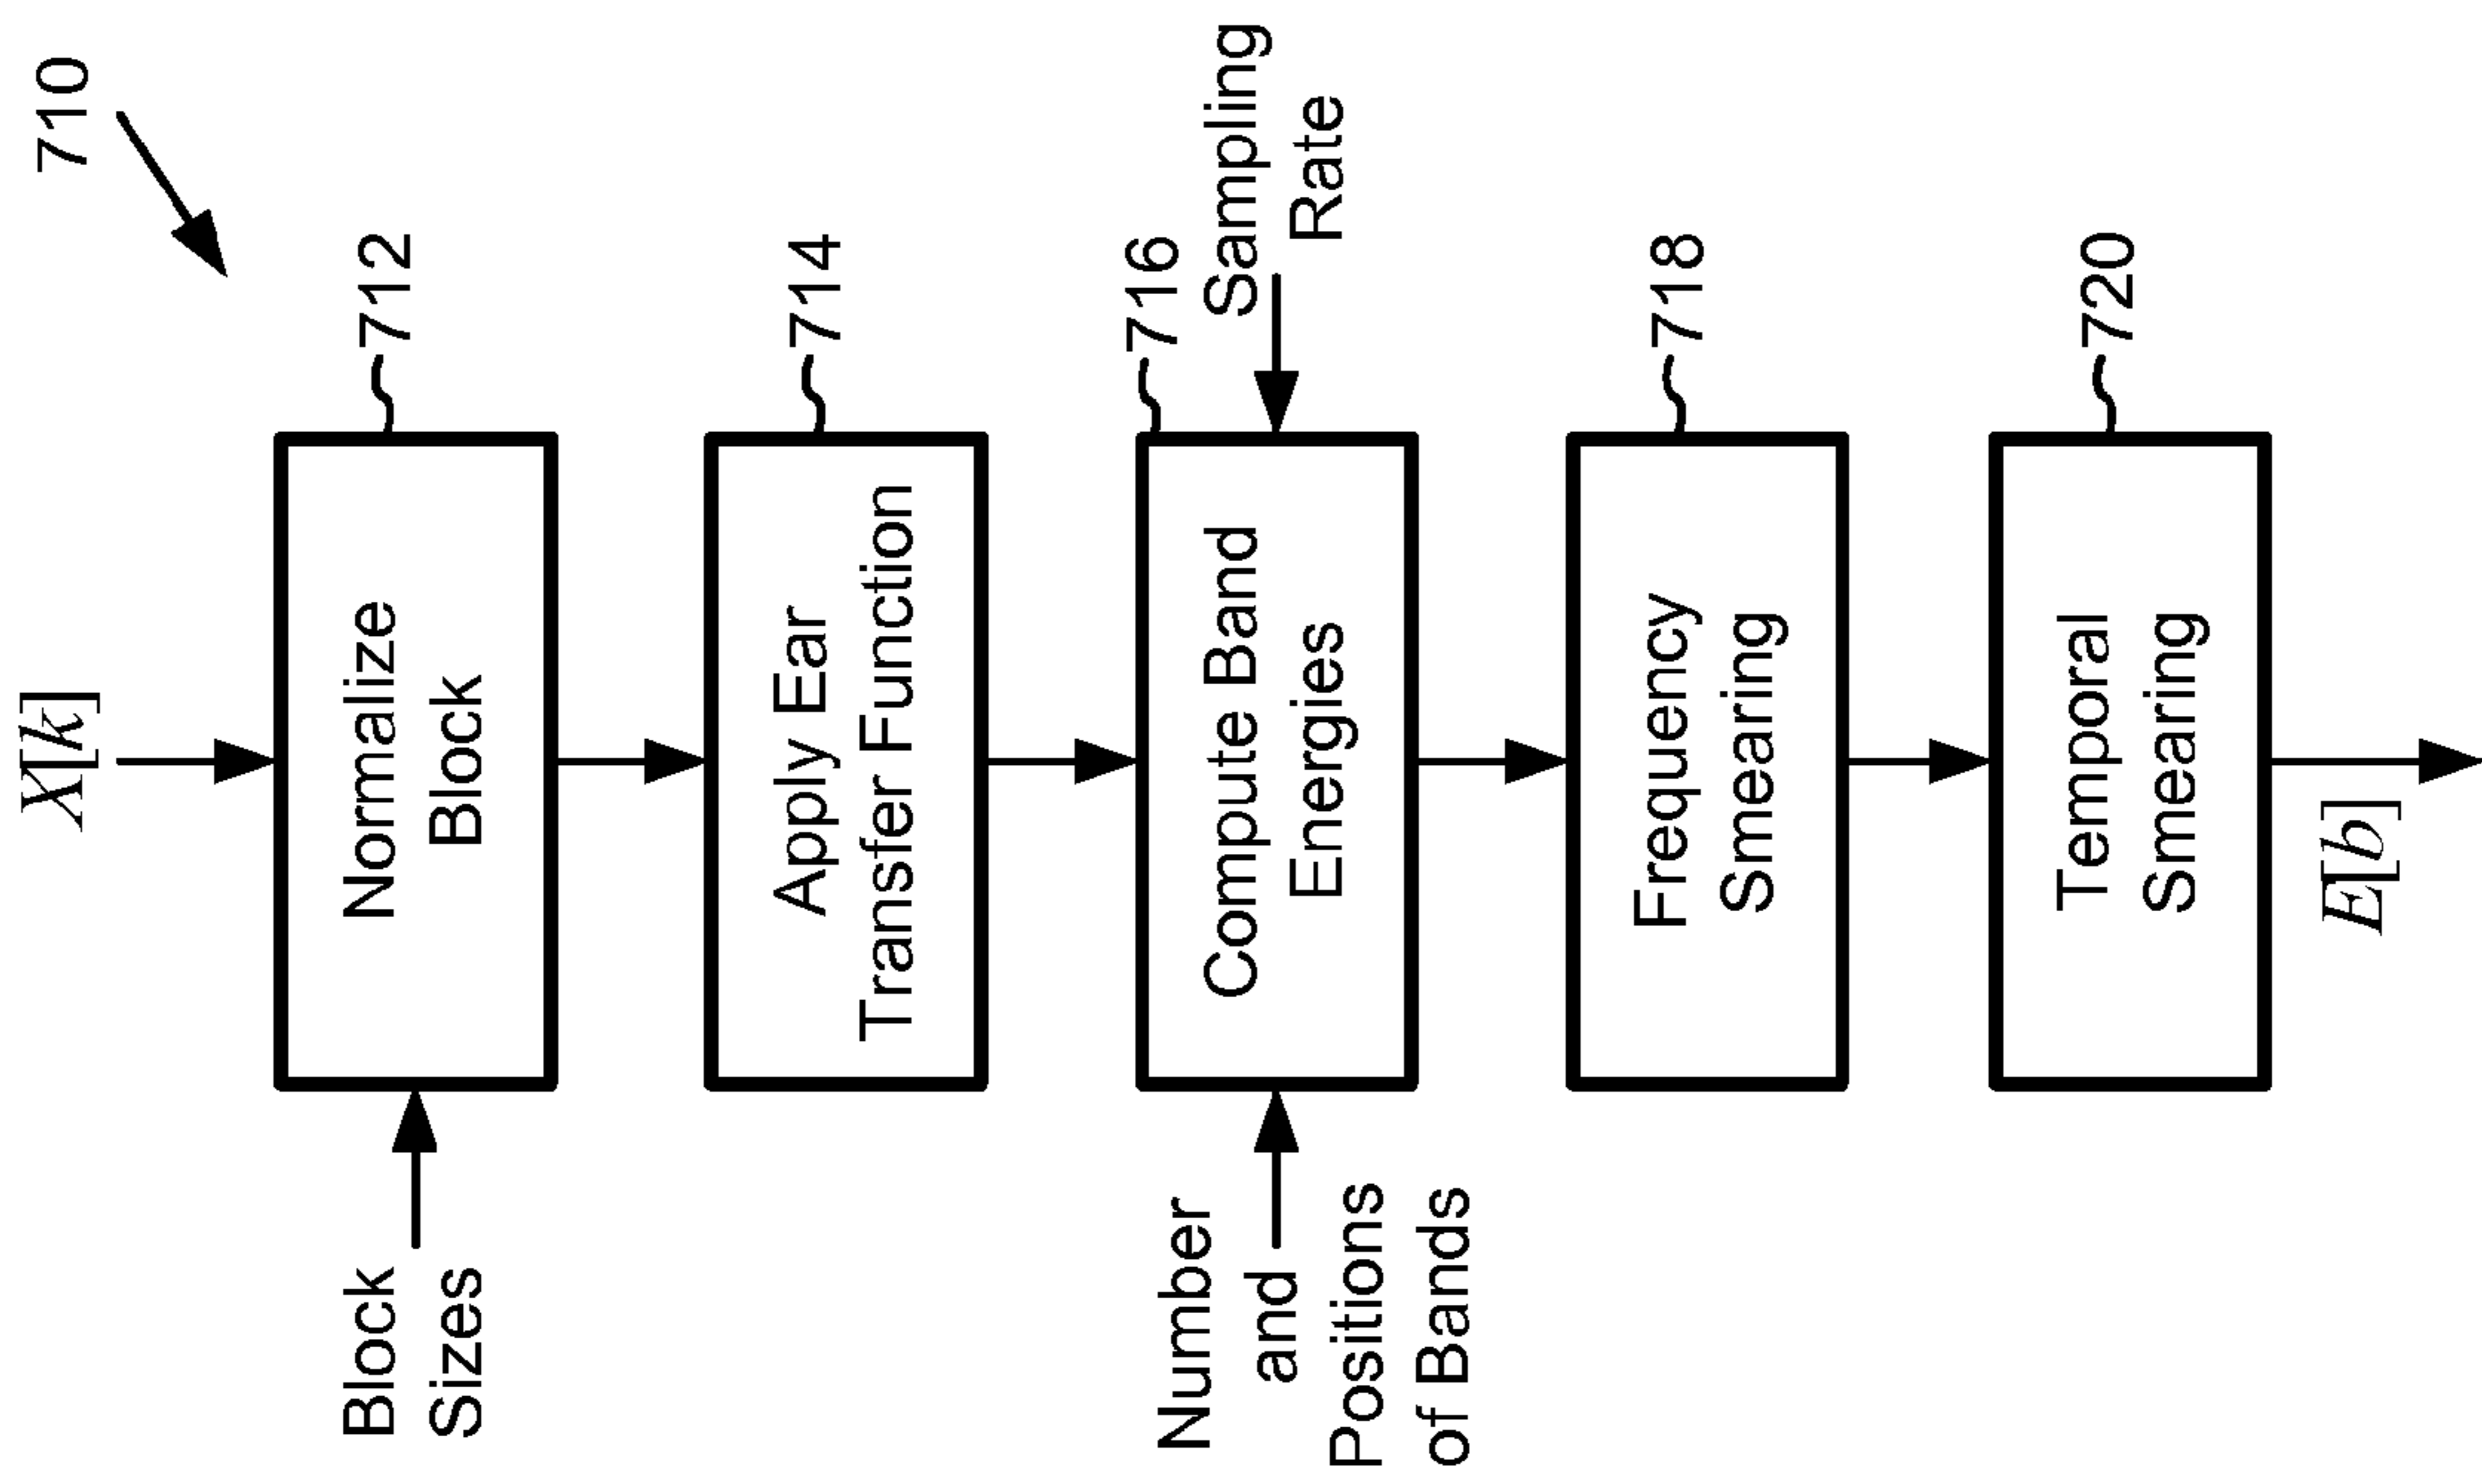 710
X[k]
Block
Sizes
Normalize
Block
712
Apply Ear
Transfer Function
714
Number
and
Positions
of Bands
Compute Band
Energies
716
Sampling
Rate
Frequency
Smearing
718
Temporal
Smearing
720
E[b]